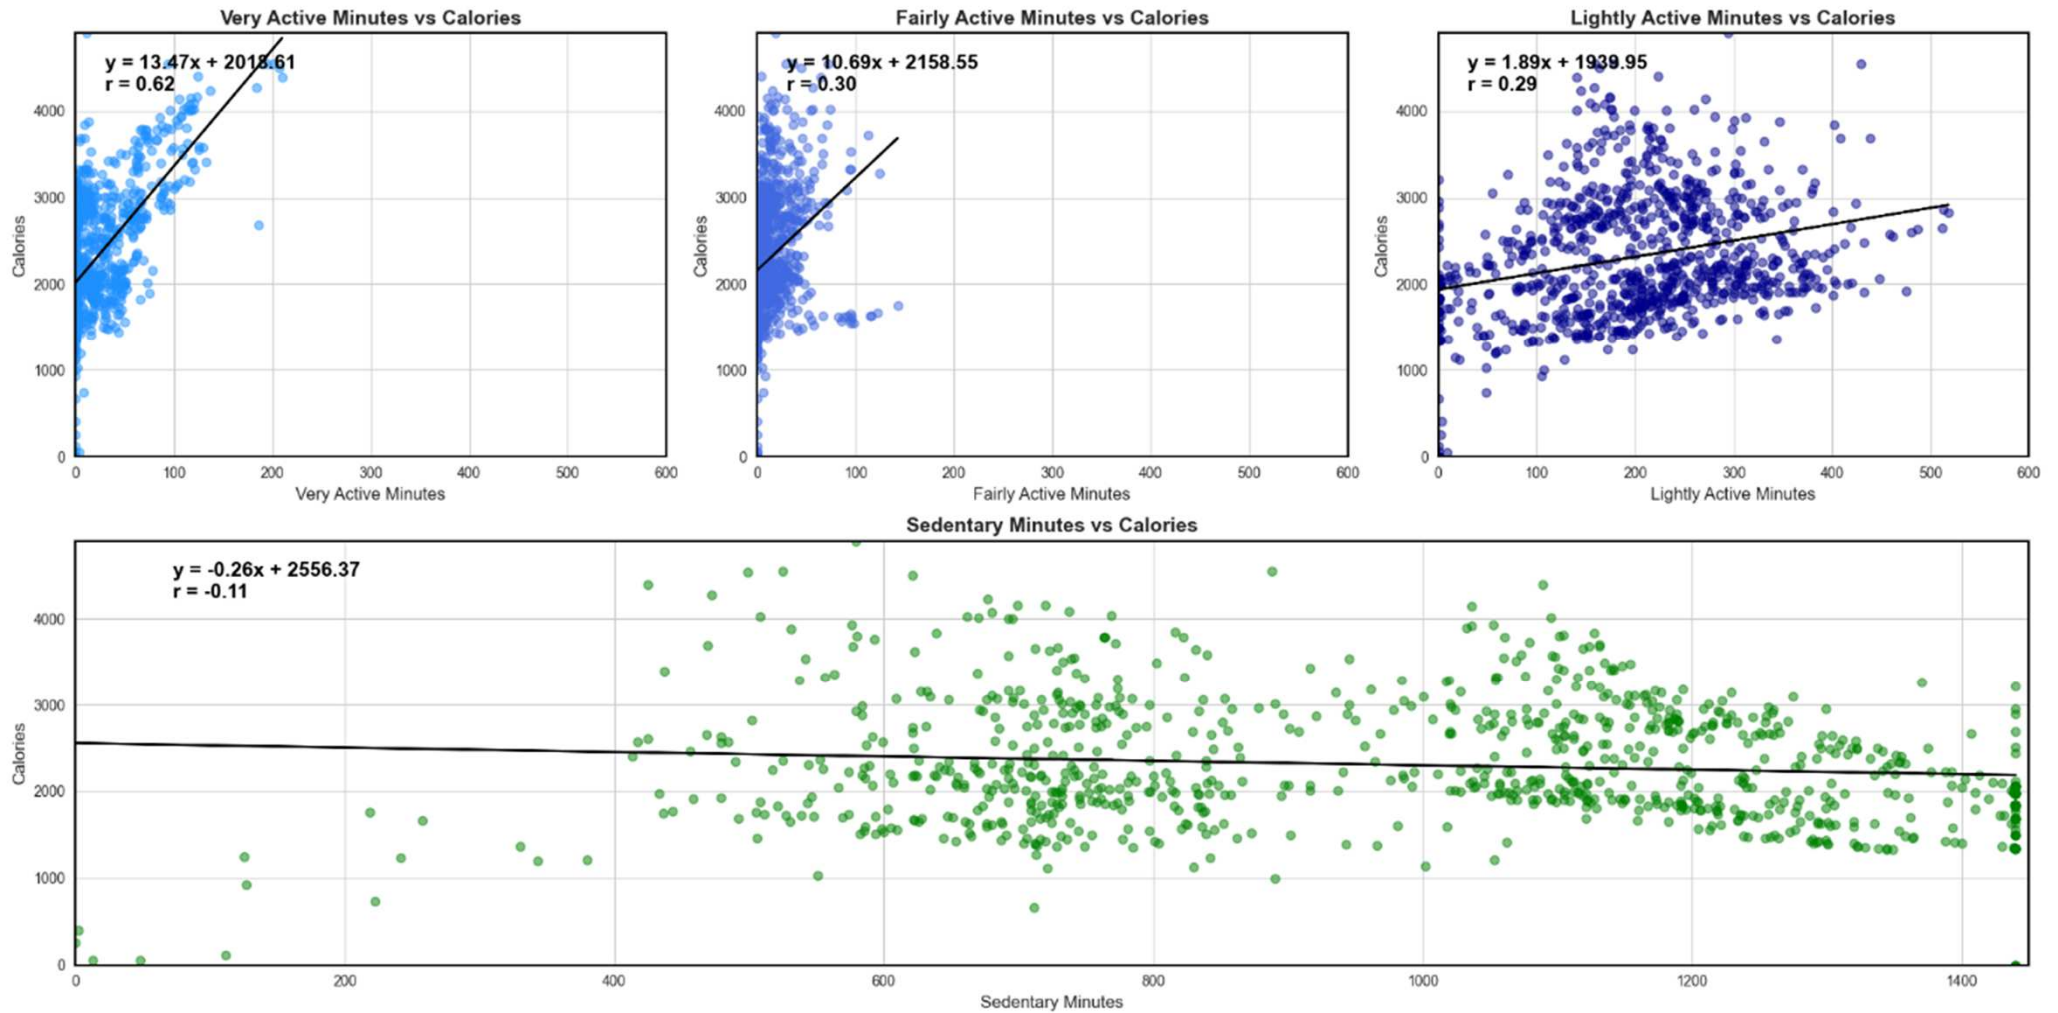 Very Active Minutes vs Calories
y = 13.47x + 2018.61
r = 0.62
4000
3000
2000
1000
0
Calories
0 100 200 300 400 500 600
Very Active Minutes
Fairly Active Minutes vs Calories
y = 10.69x + 2158.55
r = 0.30
4000
3000
2000
1000
0
Calories
0 100 200 300 400 500 600
Fairly Active Minutes
Lightly Active Minutes vs Calories
y = 1.89x + 1939.95
r = 0.29
4000
3000
2000
1000
0
Calories
0 100 200 300 400 500 600
Lightly Active Minutes
Sedentary Minutes vs Calories
y = -0.26x + 2556.37
r = -0.11
4000
3000
2000
1000
0
Calories
0 200 400 600 800 1000 1200 1400
Sedentary Minutes